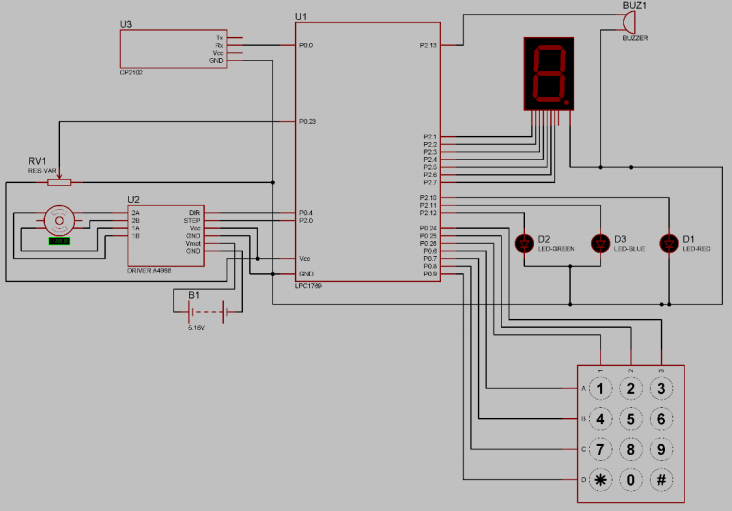 U3
Tx
Rx
Vcc
GND
CP2102
U1
P0.0
P2.13
P0.23
P2.1
P2.2
P2.3
P2.4
P2.5
P2.6
P2.7
P2.10
P2.11
P2.12
P0.4
P2.0
P0.24
P0.25
P0.6
P0.7
P0.8
P0.9
Vcc
GND
LPC1769
BUZ1
BUZZER
RV1
RES-VAR
U2
2A
2B
1A
1B
DIR
STEP
Vcc
GND
Vmot
GND
DRIVER A4988
B1
D2
LED-GREEN
D3
LED-BLUE
D1
LED-RED
1 2 3
A 1 2 3
B 4 5 6
C 7 8 9
D * 0 #